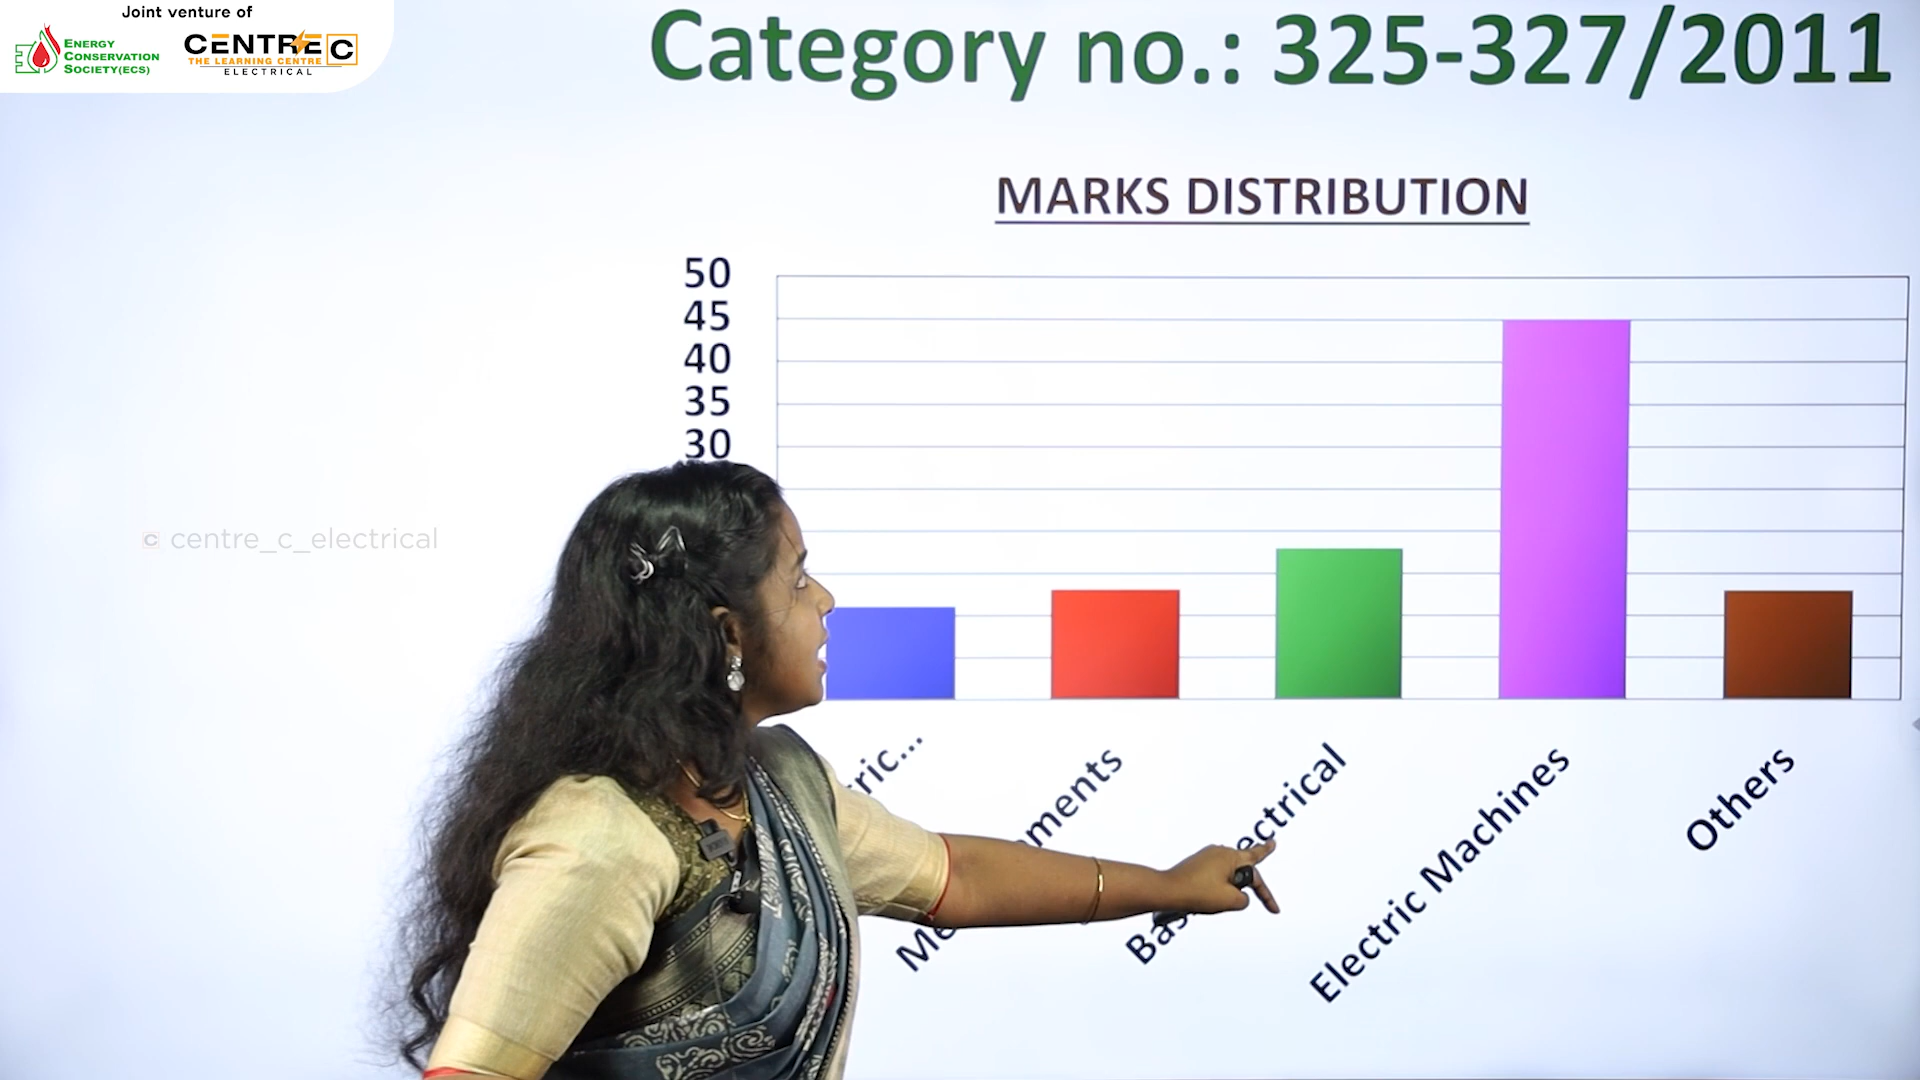 Joint venture of
ENERGY
CONSERVATION
SOCIETY(ECS)
CENTRE C
THE LEARNING CENTRE
ELECTRICAL
Category no.: 325-327/2011
MARKS DISTRIBUTION
50
45
40
35
30
centre_c_electrical
Electric Machines
Others